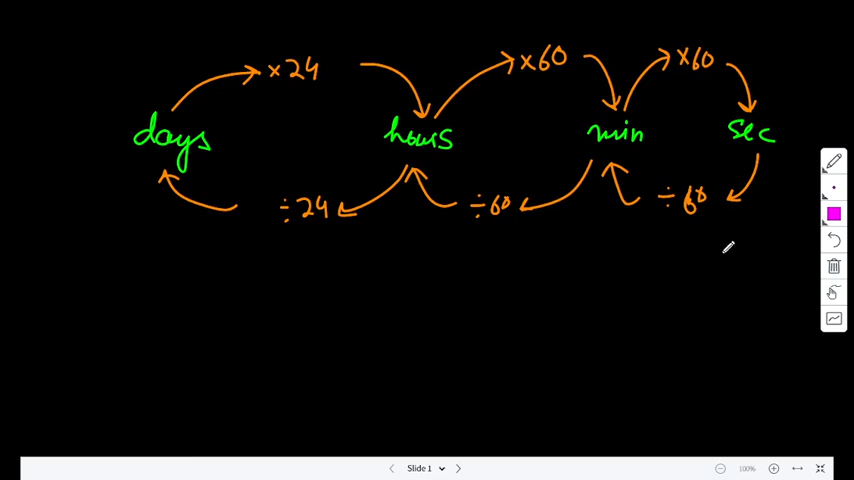 ×24 ×60 ×60
days hours min sec
÷24 ÷60 ÷60
Slide 1
100%